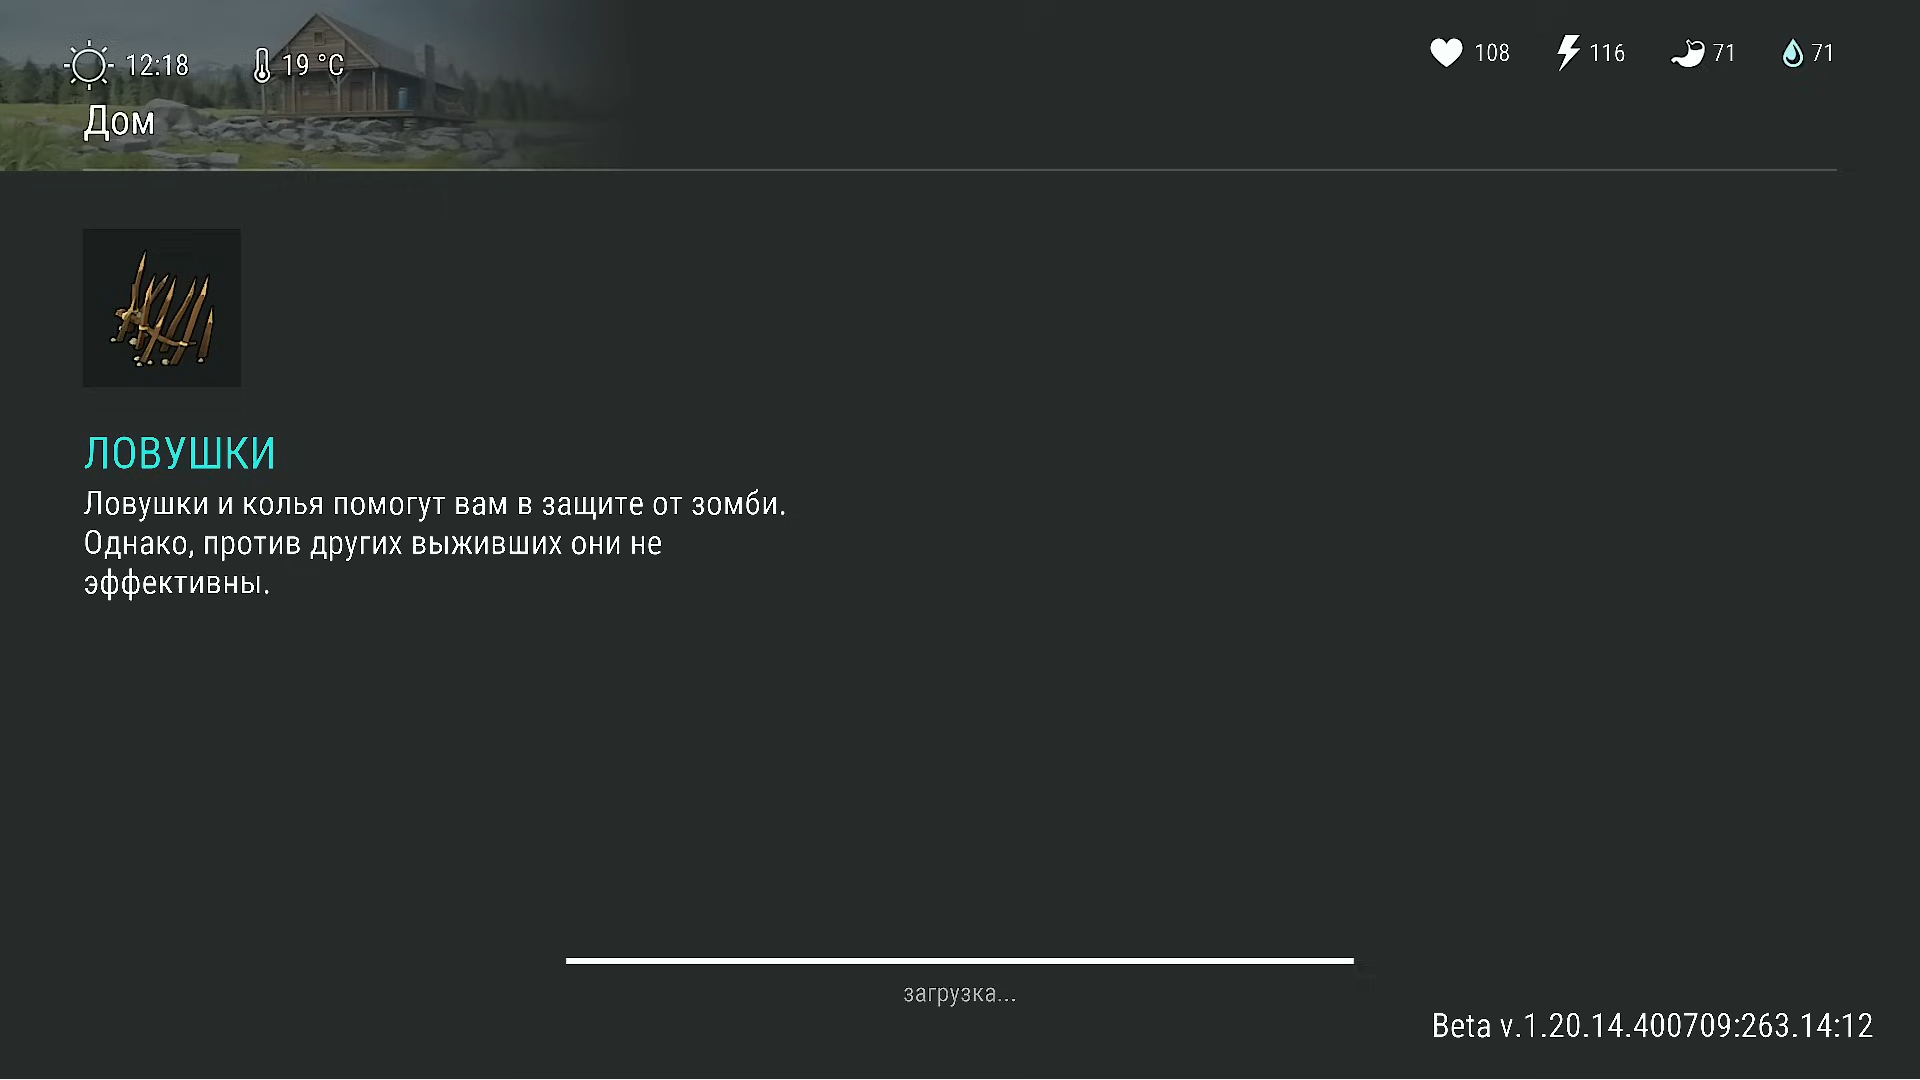 12:18
19 °C
108
116
71
71
Дом
ЛОВУШКИ
Ловушки и колья помогут вам в защите от зомби.
Однако, против других выживших они не
эффективны.
загрузка...
Beta v.1.20.14.400709:263.14:12